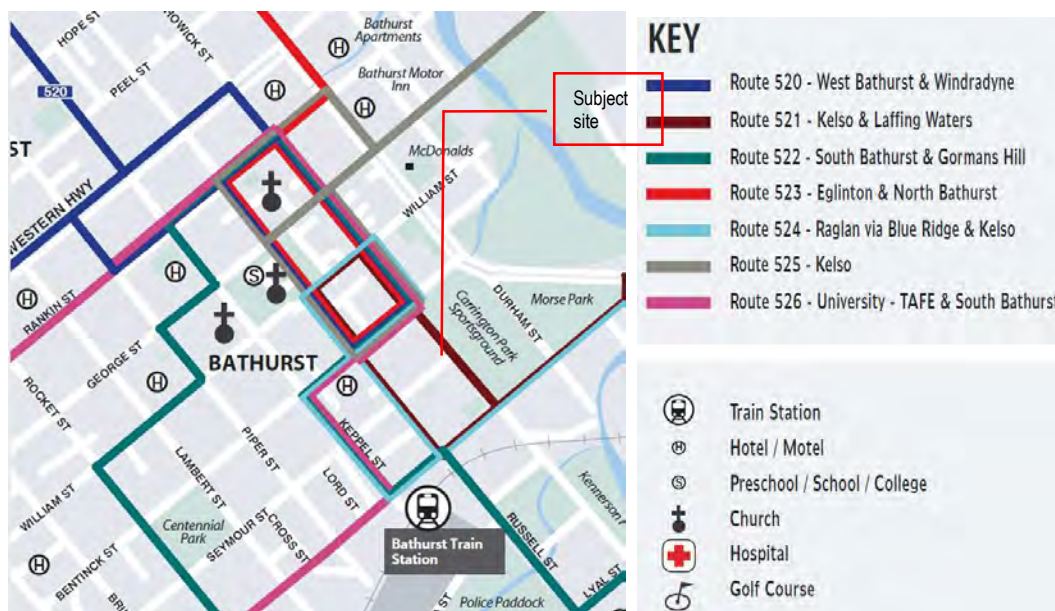 HOPE ST
HOWICK ST
Bathurst
Apartments
PEEL ST
Bathurst Motor
Inn
520
Subject
site
ST
McDonalds
WILLIAM ST
WESTERN HWY
RANKIN ST
DURHAM ST
Morse Park
Carrington Park
Sportsground
GEORGE ST
BATHURST
ROCKET ST
KEPPEL ST
PIPER ST
LAMBERT ST
LORD ST
WILLIAM ST
Centennial
Park
SEYMOUR ST
CROSS ST
Bathurst Train
Station
RUSSELL ST
BENTINCK ST
LYAL ST
Police Paddock
KEY
Route 520 - West Bathurst & Windradyne
Route 521 - Kelso & Laffing Waters
Route 522 - South Bathurst & Gormans Hill
Route 523 - Eglinton & North Bathurst
Route 524 - Raglan via Blue Ridge & Kelso
Route 525 - Kelso
Route 526 - University - TAFE & South Bathurst
Train Station
H Hotel / Motel
S Preschool / School / College
Church
Hospital
Golf Course